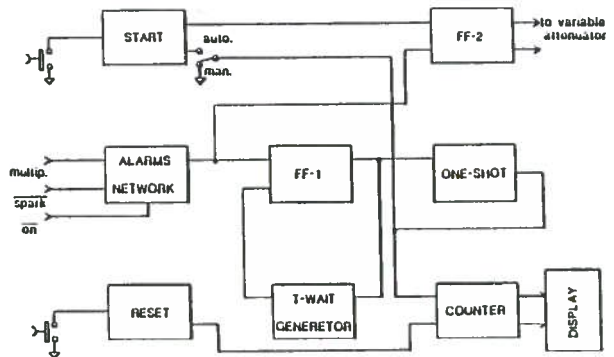 START
auto.
man.
FF-2
to variable
attenuator
multip.
spark
on
ALARMS
NETWORK
FF-1
ONE-SHOT
RESET
T-WAIT
GENERETOR
COUNTER
DISPLAY